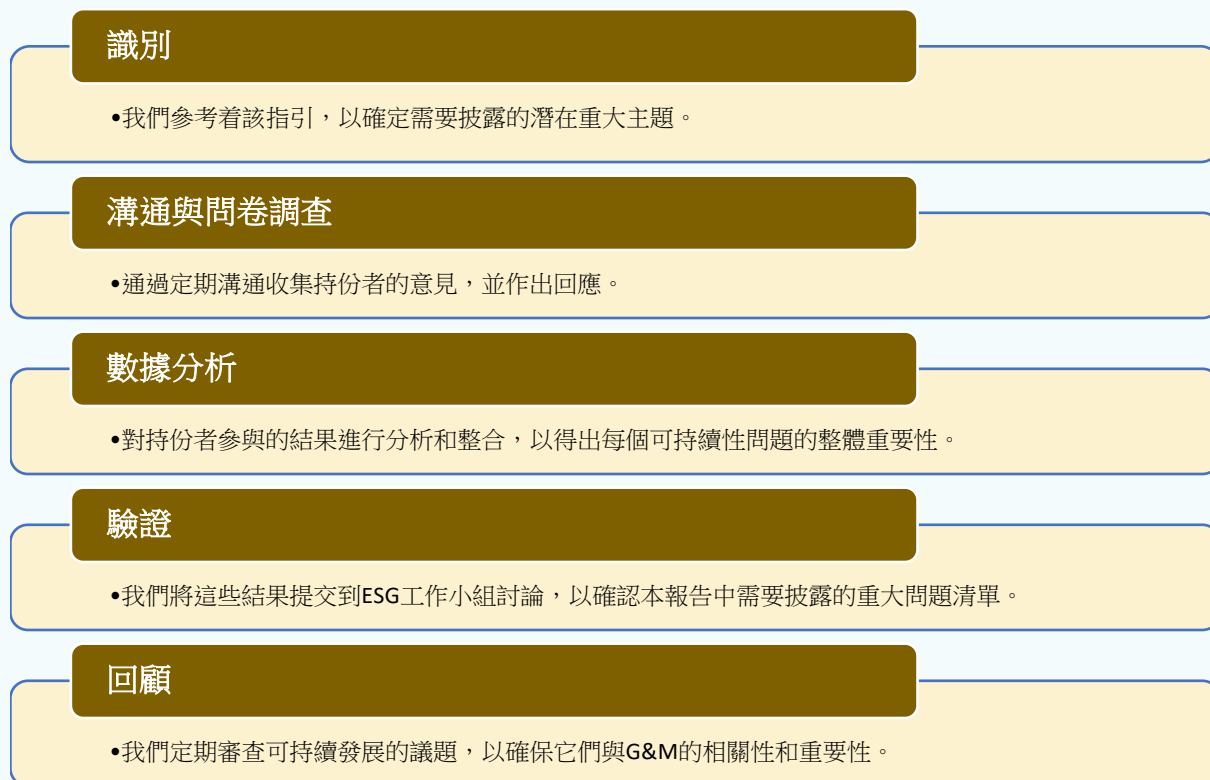 識別
•我們參考着該指引，以確定需要披露的潛在重大主題。
溝通與問卷調查
•通過定期溝通收集持份者的意見，並作出回應。
數據分析
•對持份者參與的結果進行分析和整合，以得出每個可持續性問題的整體重要性。
驗證
•我們將這些結果提交到ESG工作小組討論，以確認本報告中需要披露的重大問題清單。
回顧
•我們定期審查可持續發展的議題，以確保它們與G&M的相關性和重要性。